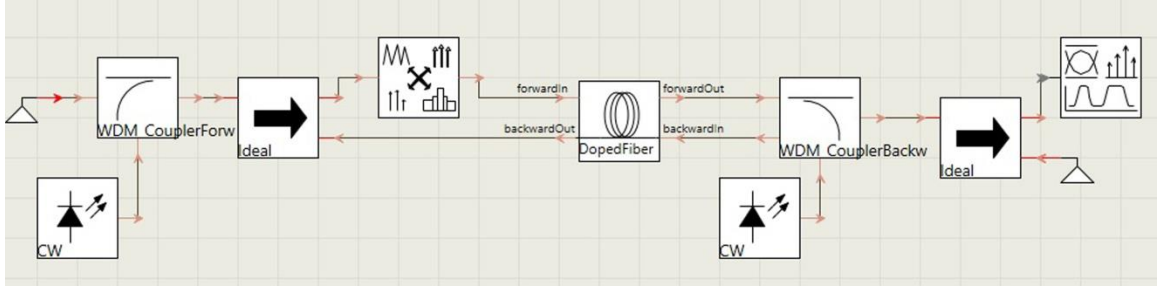 forwardIn
forwardOut
WDM_CouplerForw
backwardOut
backwardIn
Ideal
DopedFiber
WDM_CouplerBackw
Ideal
CW
CW